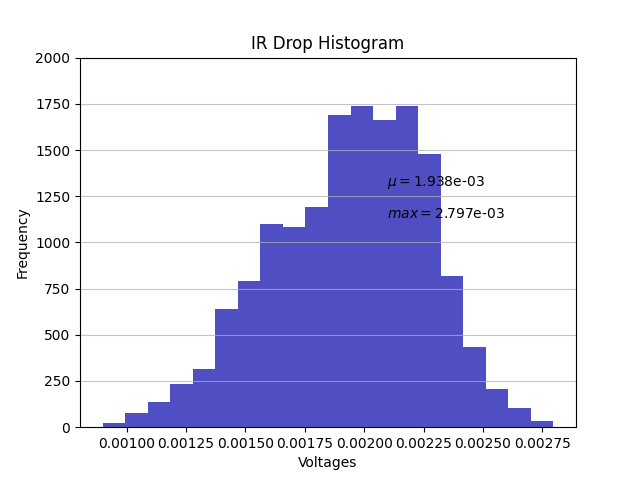 IR Drop Histogram
2000
1750
1500
1250
1000
750
500
250
0
Frequency
μ = 1.938e-03
max = 2.797e-03
0.00100 0.00125 0.00150 0.00175 0.00200 0.00225 0.00250 0.00275
Voltages